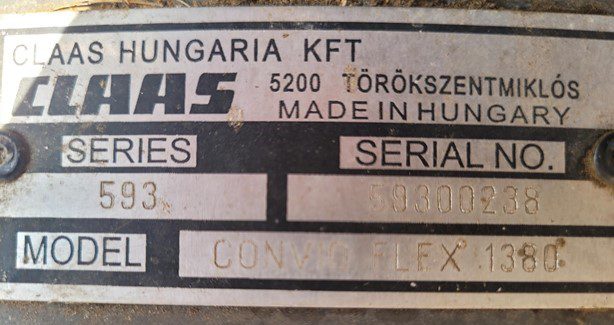 CLAAS HUNGARIA KFT
CLAAS 5200 TÖRÖKSZENTMIKLÓS
MADE IN HUNGARY
SERIES SERIAL NO.
593 59300238
MODEL CONVIO FLEX 1380